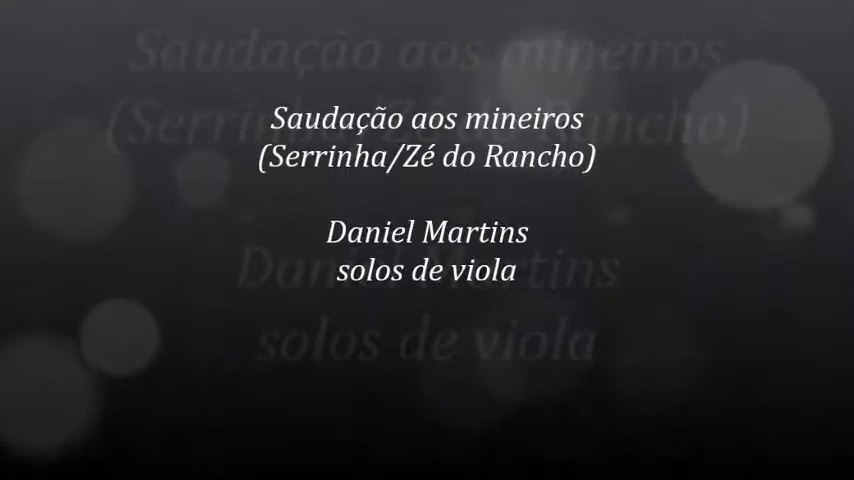 Saudação aos mineiros
(Serrinha/Zé do Rancho)
Daniel Martins
solos de viola